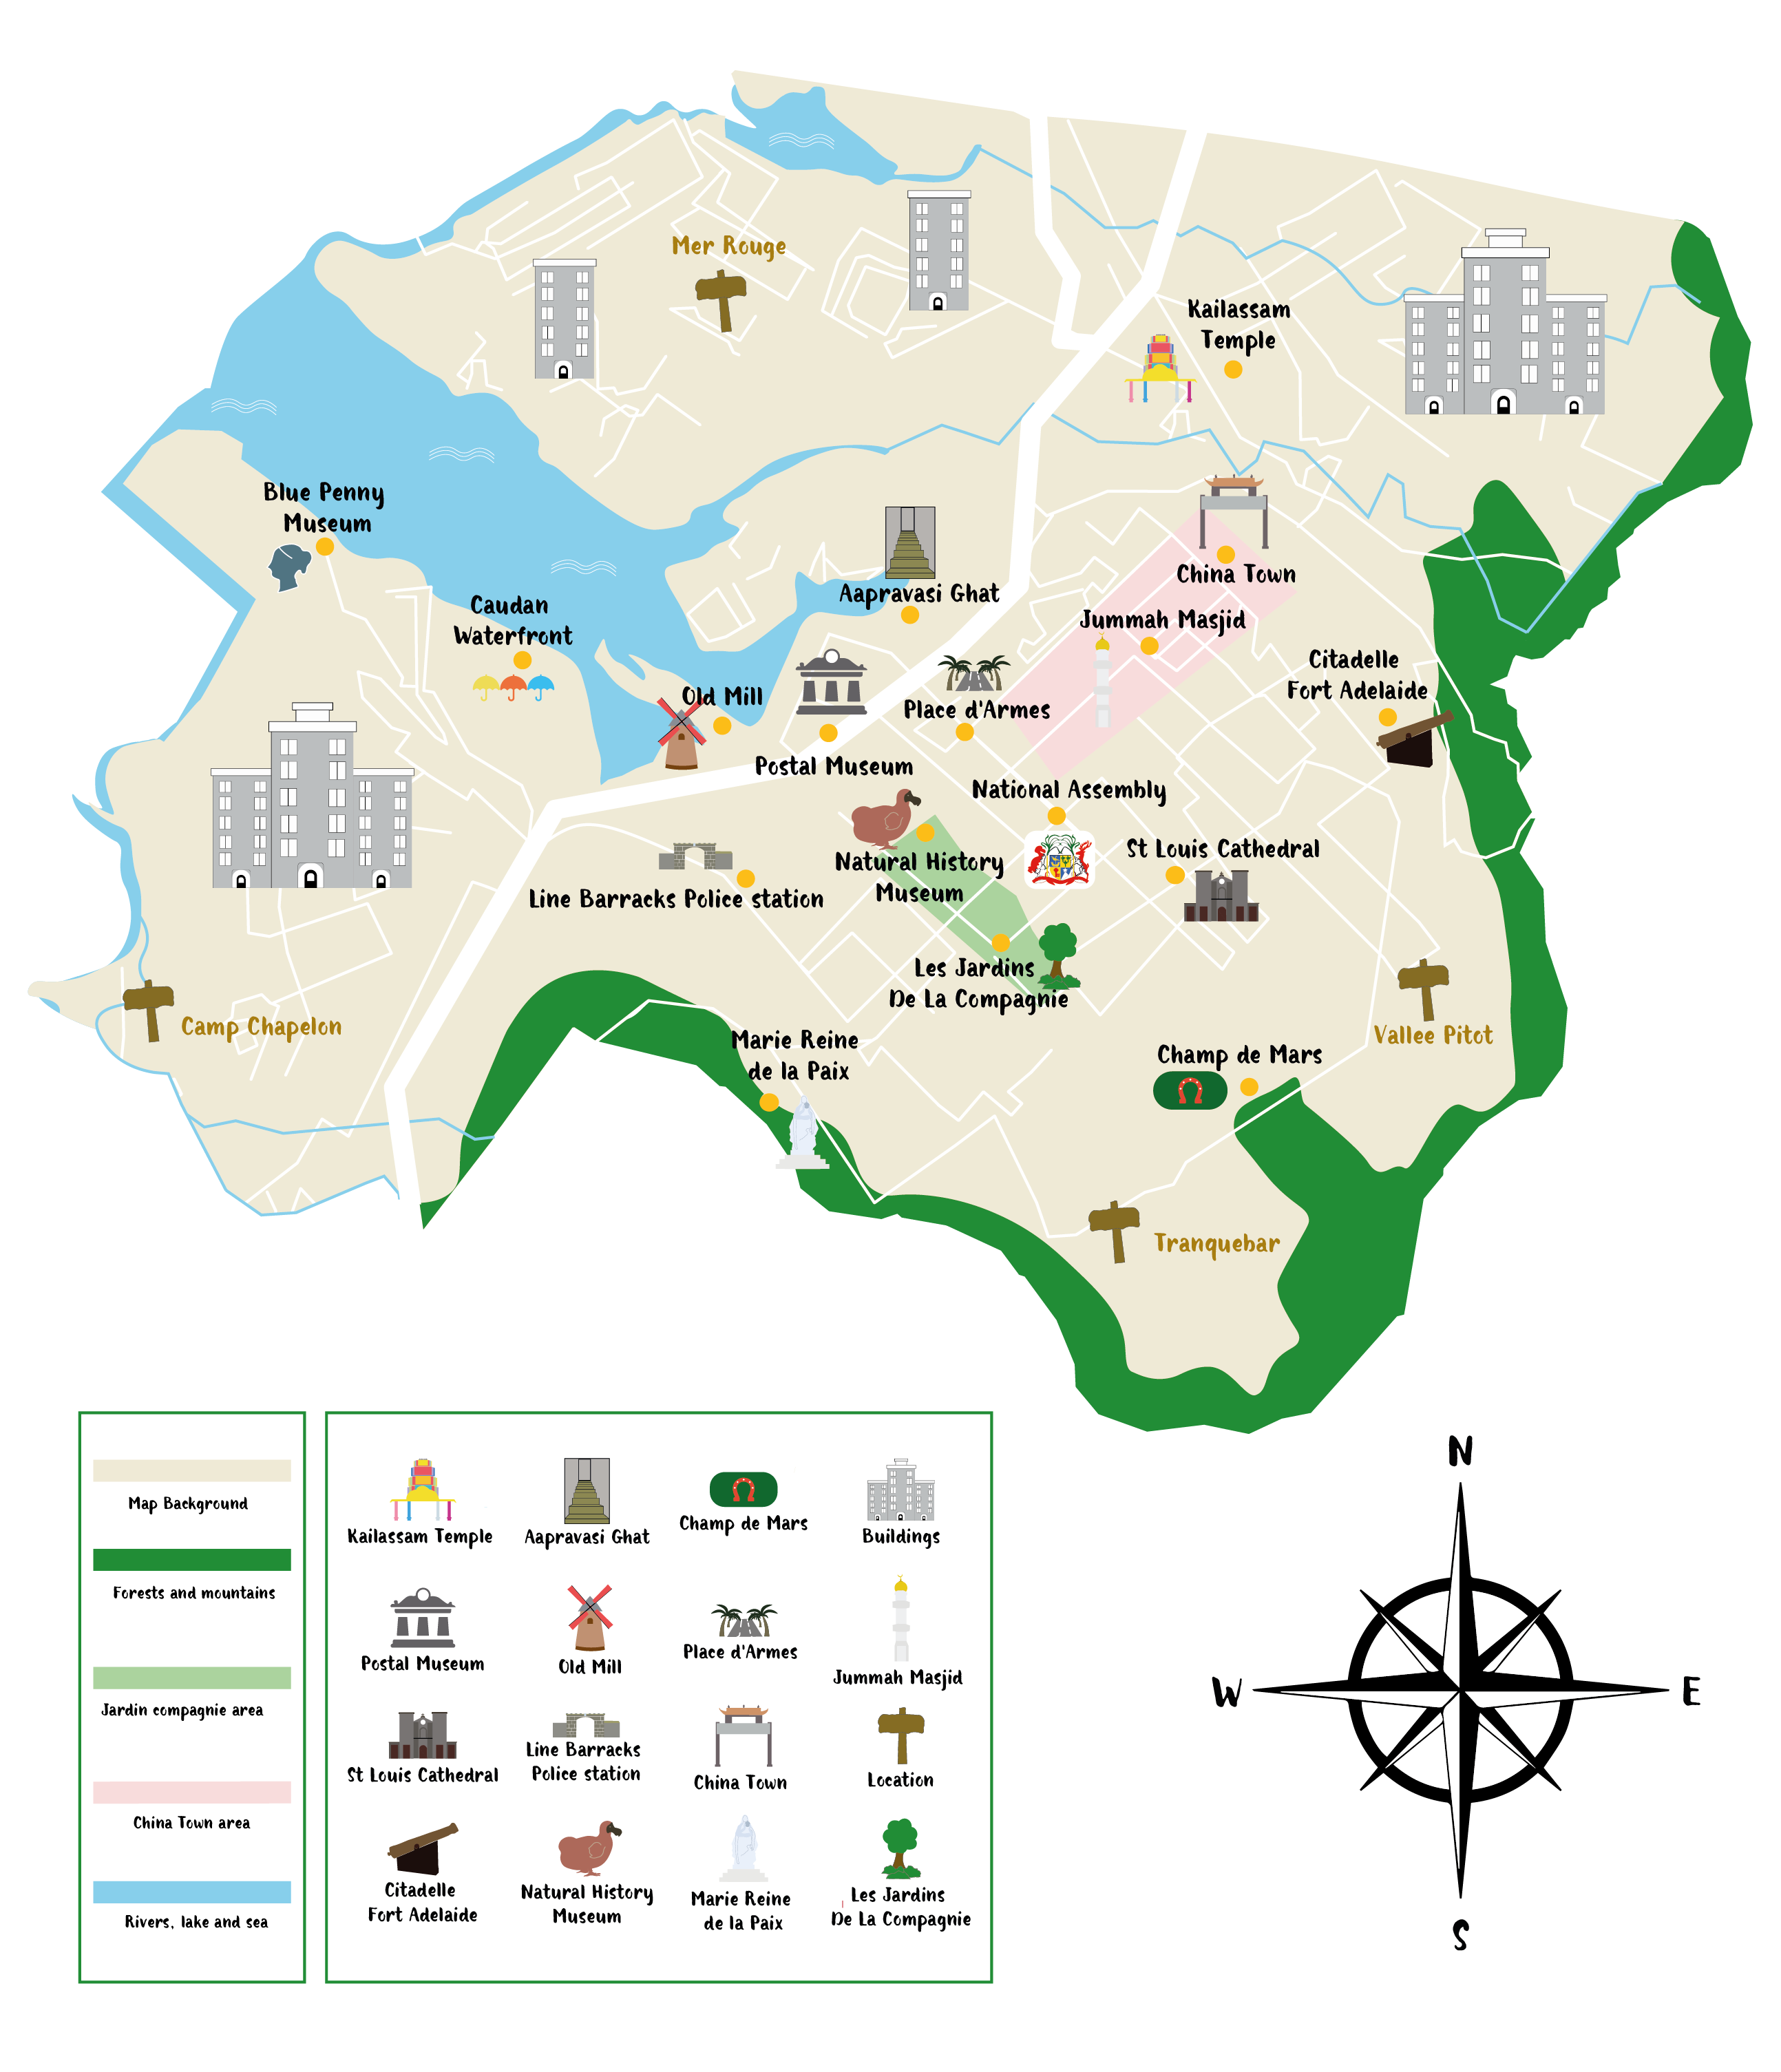 Mer Rouge
Kailassam
Temple
Blue Penny
Museum
China Town
Aapravasi Ghat
Caudan
Waterfront
Jummah Masjid
Citadelle
Fort Adelaide
Old Mill
Place d'Armes
Postal Museum
National Assembly
St Louis Cathedral
Natural History
Museum
Line Barracks Police station
Les Jardins
De La Compagnie
Camp Chapelon
Vallee Pitot
Marie Reine
de la Paix
Champ de Mars
Tranquebar
Map Background
Forests and mountains
Jardin compagnie area
China Town area
Rivers, lake and sea
Kailassam Temple
Aapravasi Ghat
Champ de Mars
Buildings
Postal Museum
Old Mill
Place d'Armes
Jummah Masjid
St Louis Cathedral
Line Barracks
Police station
China Town
Location
Citadelle
Fort Adelaide
Natural History
Museum
Marie Reine
de la Paix
Les Jardins
De La Compagnie
N
W
E
S